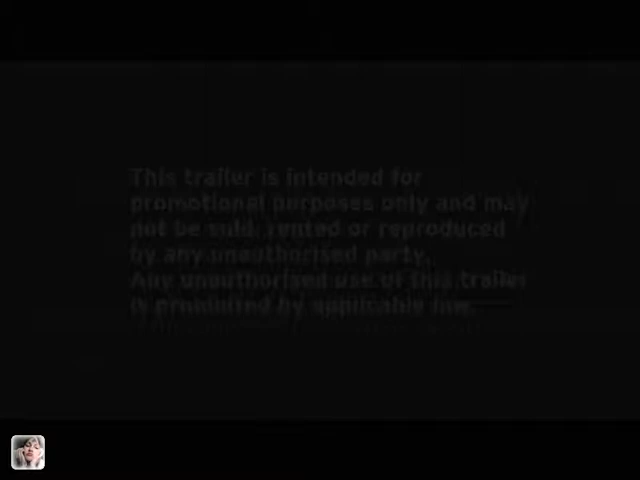 This trailer is intended for
promotional purposes only and may
not be sold, rented or reproduced
by any unauthorised party.
Any unauthorised use of this trailer
is prohibited by applicable law.